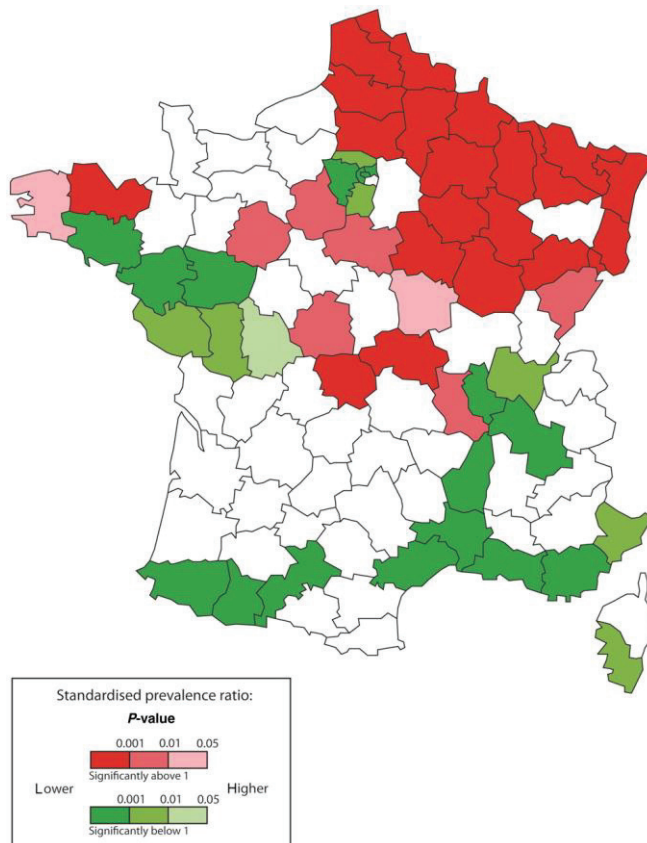 Standardised prevalence ratio:
P-value
0.001 0.01 0.05
Significantly above 1
Lower Higher
0.001 0.01 0.05
Significantly below 1